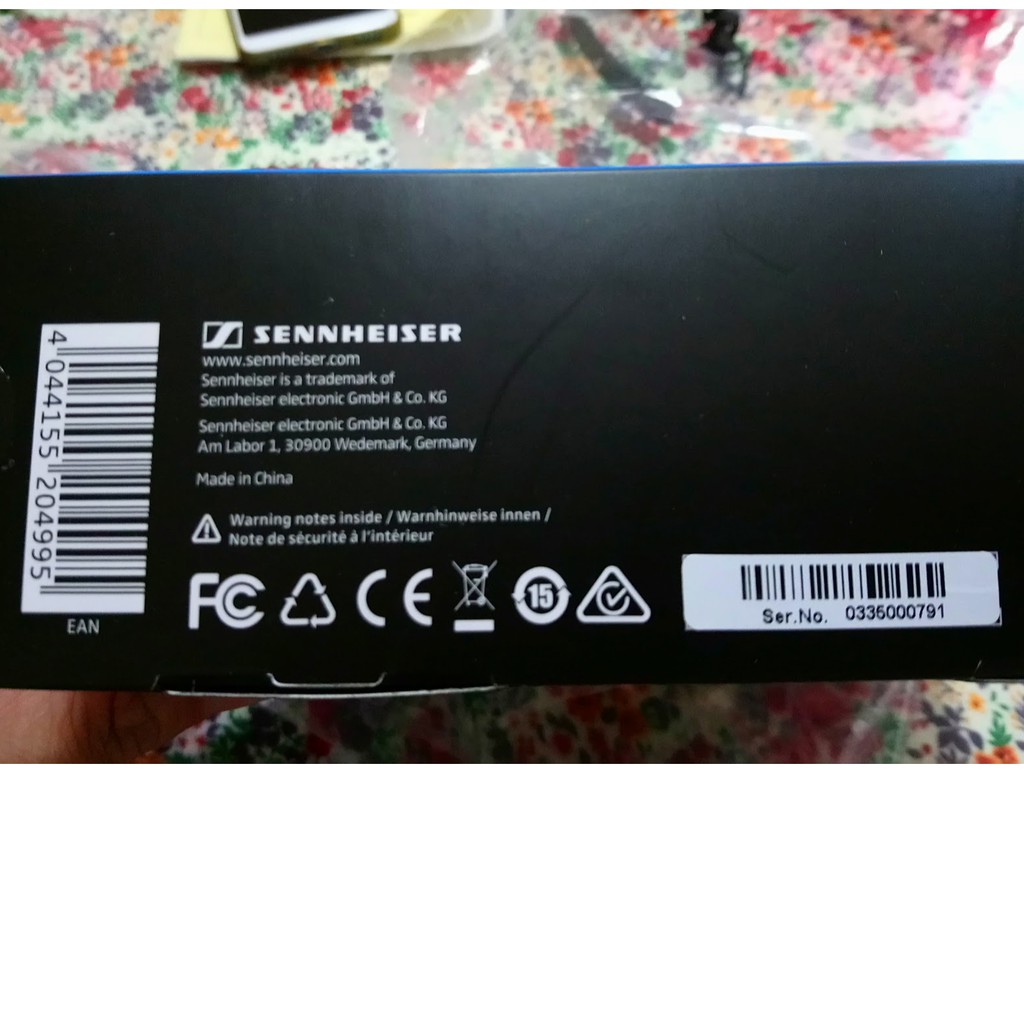 4 044155 204995
EAN
SENNHEISER
www.sennheiser.com
Sennheiser is a trademark of
Sennheiser electronic GmbH & Co. KG
Sennheiser electronic GmbH & Co. KG
Am Labor 1, 30900 Wedemark, Germany
Made in China
Warning notes inside / Warnhinweise innen /
Note de sécurité à l'intérieur
FC CE 15
Ser.No. 0335000791